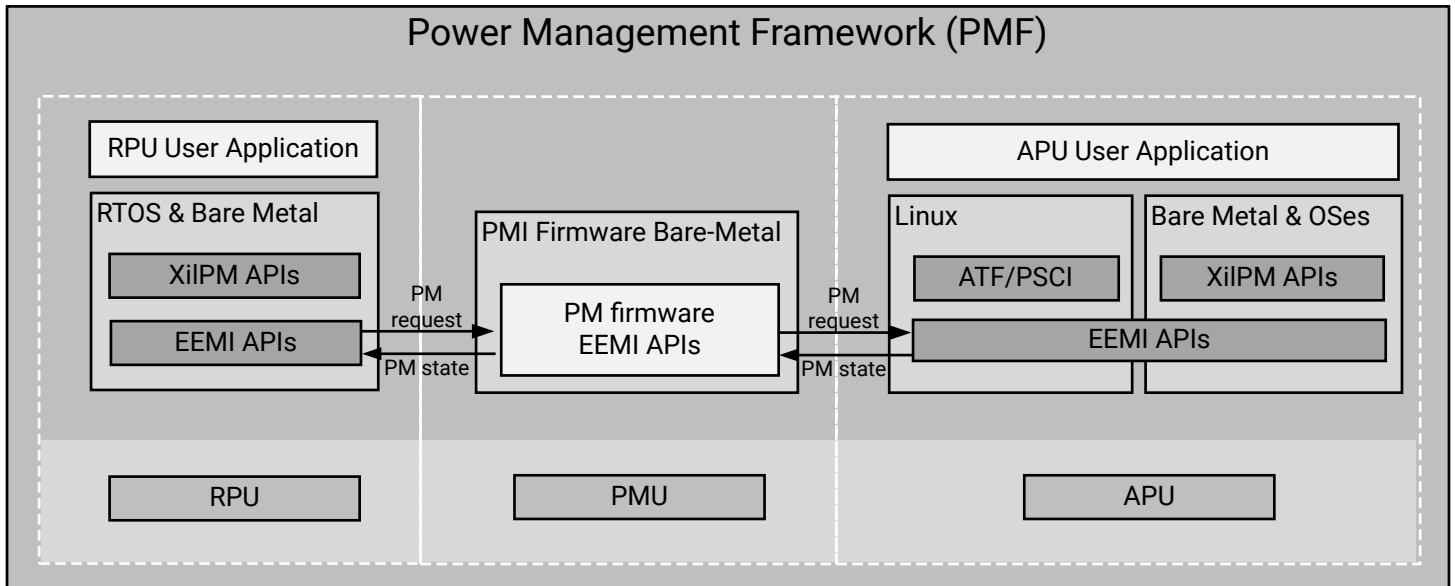 Power Management Framework (PMF)
RPU User Application
RTOS & Bare Metal
XilPM APIs
EEMI APIs
PM
request
PM state
PMI Firmware Bare-Metal
PM firmware
EEMI APIs
PM
request
PM state
APU User Application
Linux
ATF/PSCI
Bare Metal & OSes
XilPM APIs
EEMI APIs
RPU
PMU
APU